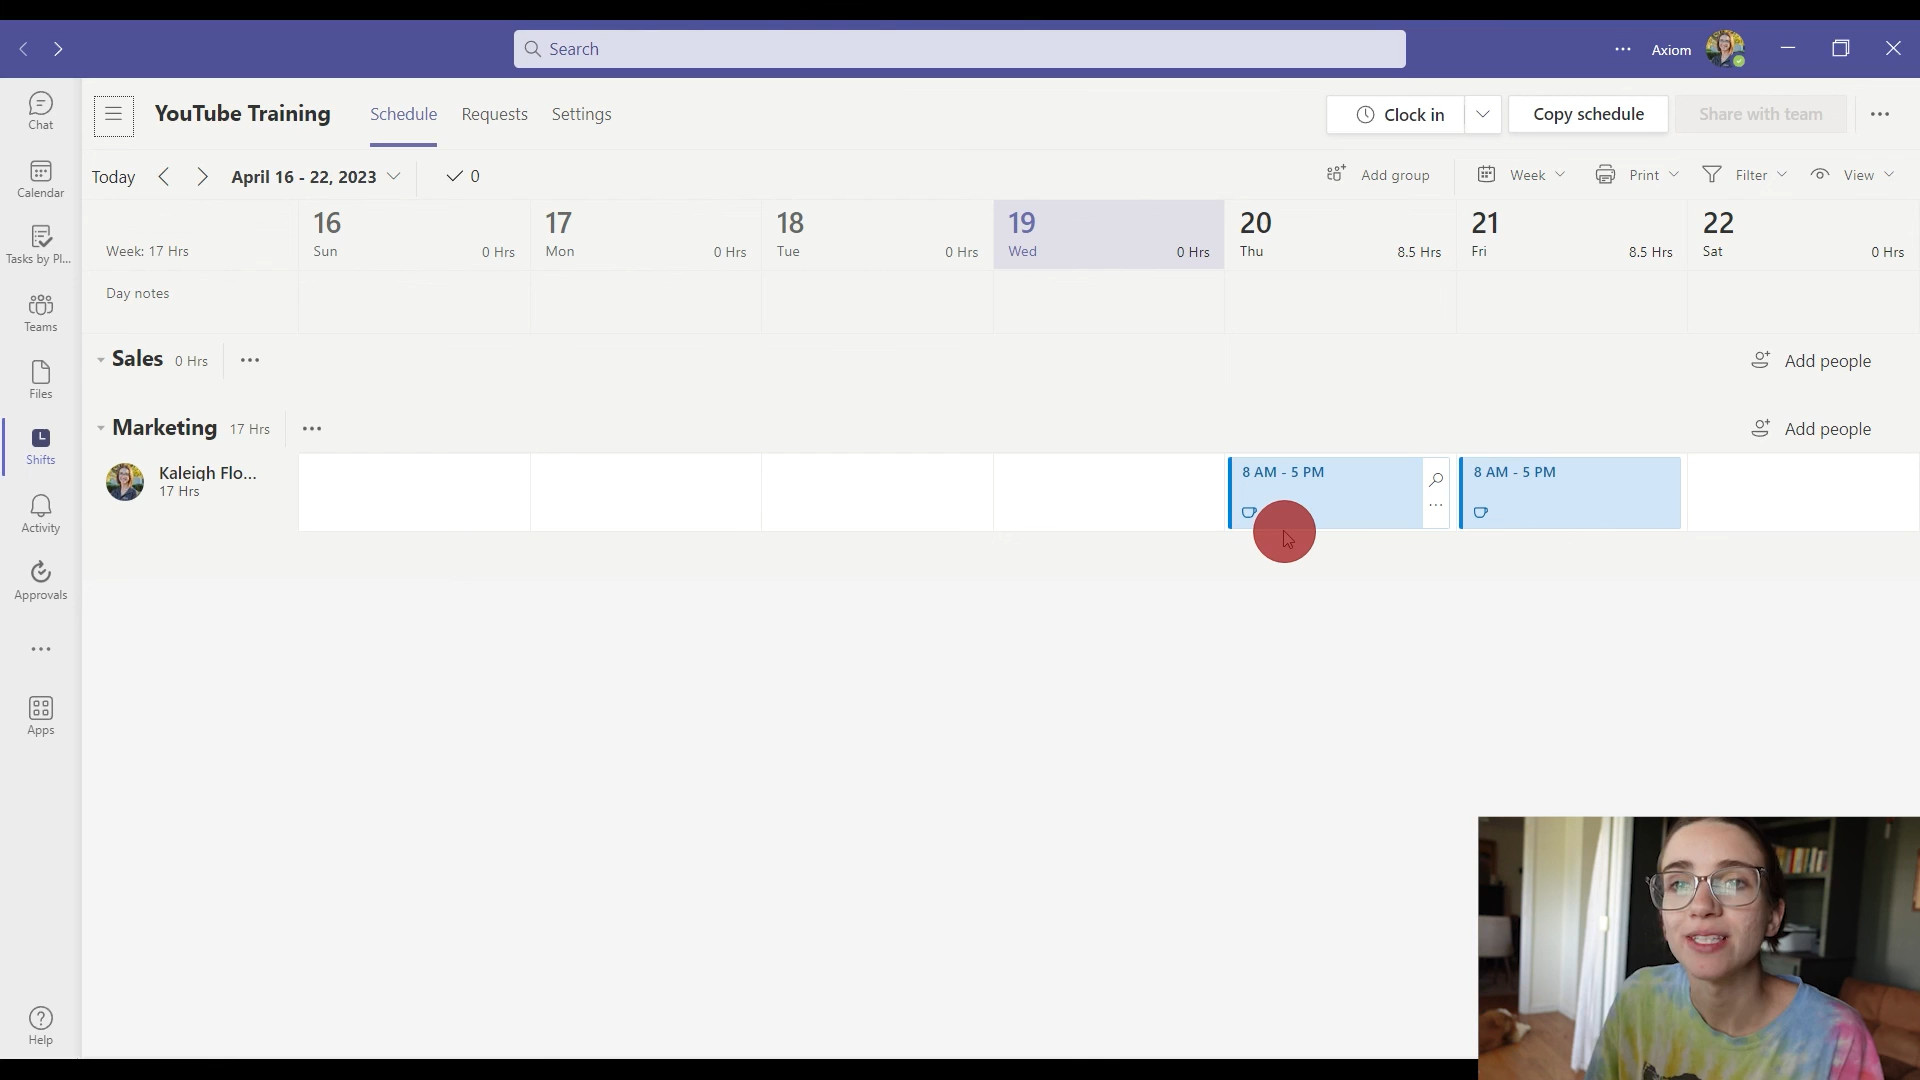 Search
Axiom
Chat
Calendar
Tasks by Pl...
Teams
Files
Shifts
Activity
Approvals
Apps
Help
YouTube Training
Schedule
Requests
Settings
Clock in
Copy schedule
Share with team
Today
April 16 - 22, 2023
0
Add group
Week
Print
Filter
View
Week: 17 Hrs
16
Sun
0 Hrs
17
Mon
0 Hrs
18
Tue
0 Hrs
19
Wed
0 Hrs
20
Thu
8.5 Hrs
21
Fri
8.5 Hrs
22
Sat
0 Hrs
Day notes
Sales
0 Hrs
Add people
Marketing
17 Hrs
Add people
Kaleigh Flo...
17 Hrs
8 AM - 5 PM
8 AM - 5 PM